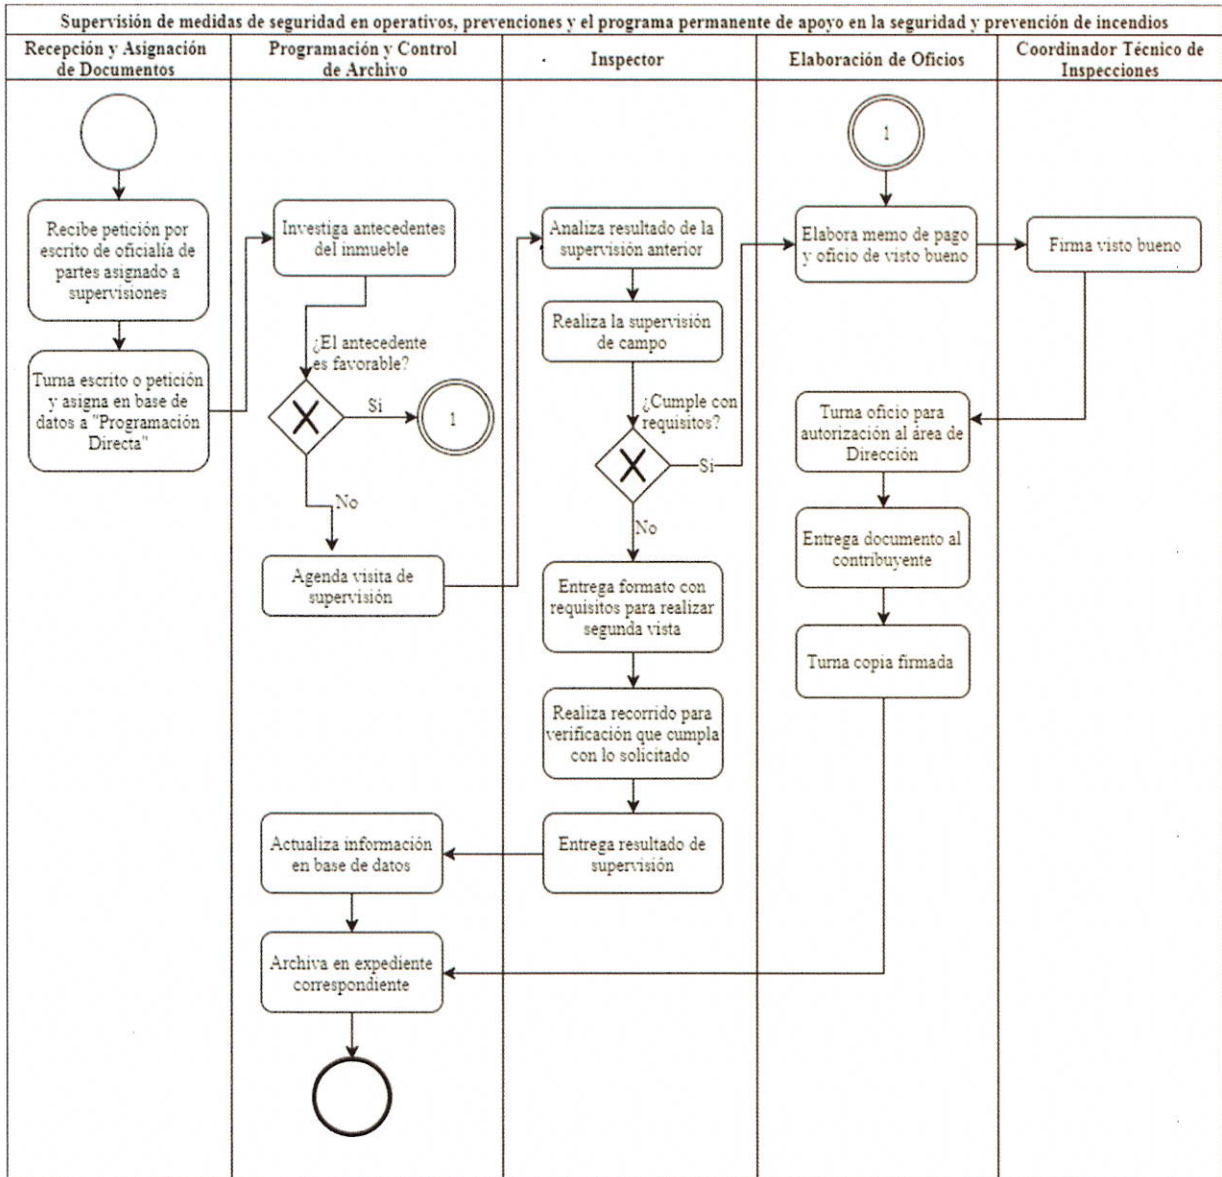 Supervisión de medidas de seguridad en operativos, prevenciones y el programa permanente de apoyo en la seguridad y prevención de incendios
Recepción y Asignación
de Documentos
Programación y Control
de Archivo
Inspector
Elaboración de Oficios
Coordinador Técnico de
Inspecciones
Recibe petición por
escrito de oficialía de
partes asignado a
supervisiones
Turna escrito o petición
y asigna en base de
datos a "Programación
Directa"
Investiga antecedentes
del inmueble
¿El antecedente
es favorable?
Si
1
No
Agenda visita de
supervisión
Actualiza información
en base de datos
Archiva en expediente
correspondiente
Analiza resultado de la
supervisión anterior
Realiza la supervisión
de campo
¿Cumple con
requisitos?
Si
No
Entrega formato con
requisitos para realizar
segunda vista
Realiza recorrido para
verificación que cumpla
con lo solicitado
Entrega resultado de
supervisión
1
Elabora memo de pago
y oficio de visto bueno
Turna oficio para
autorización al área de
Dirección
Entrega documento al
contribuyente
Turna copia firmada
Firma visto bueno